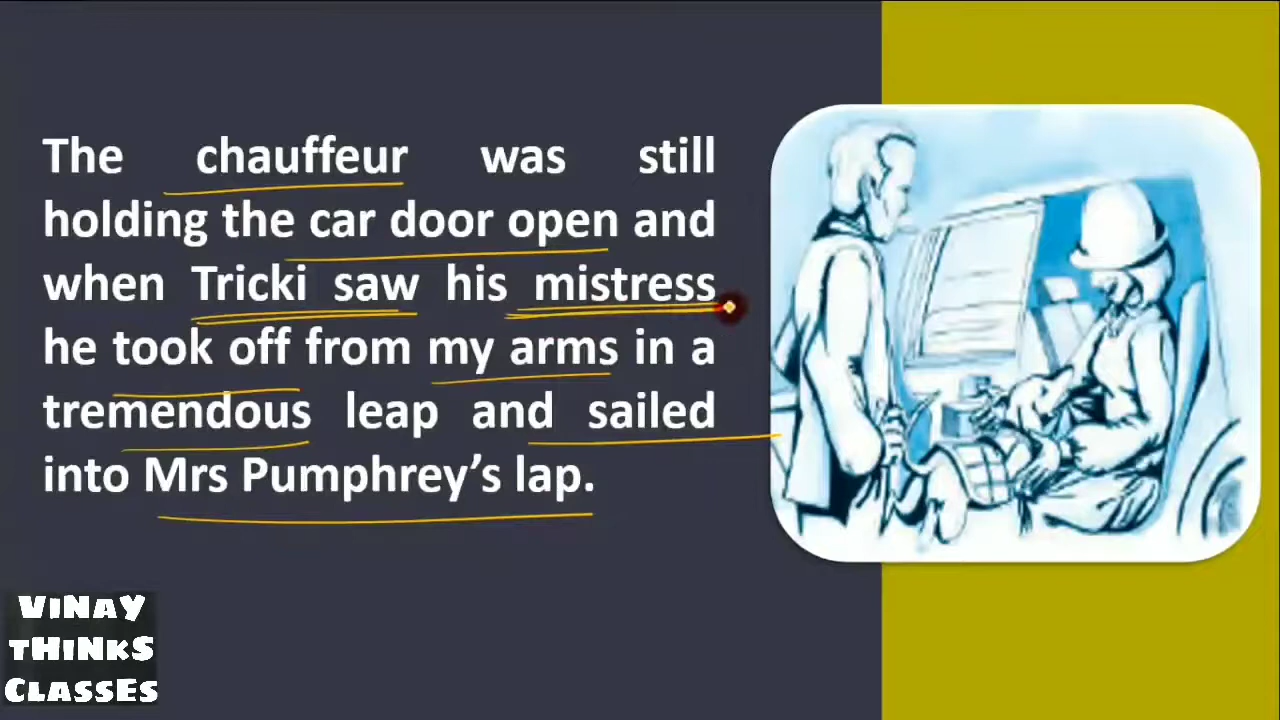 The chauffeur was still
holding the car door open and
when Tricki saw his mistress
he took off from my arms in a
tremendous leap and sailed
into Mrs Pumphrey’s lap.
ViNAY
tHiNKS
CLASSES